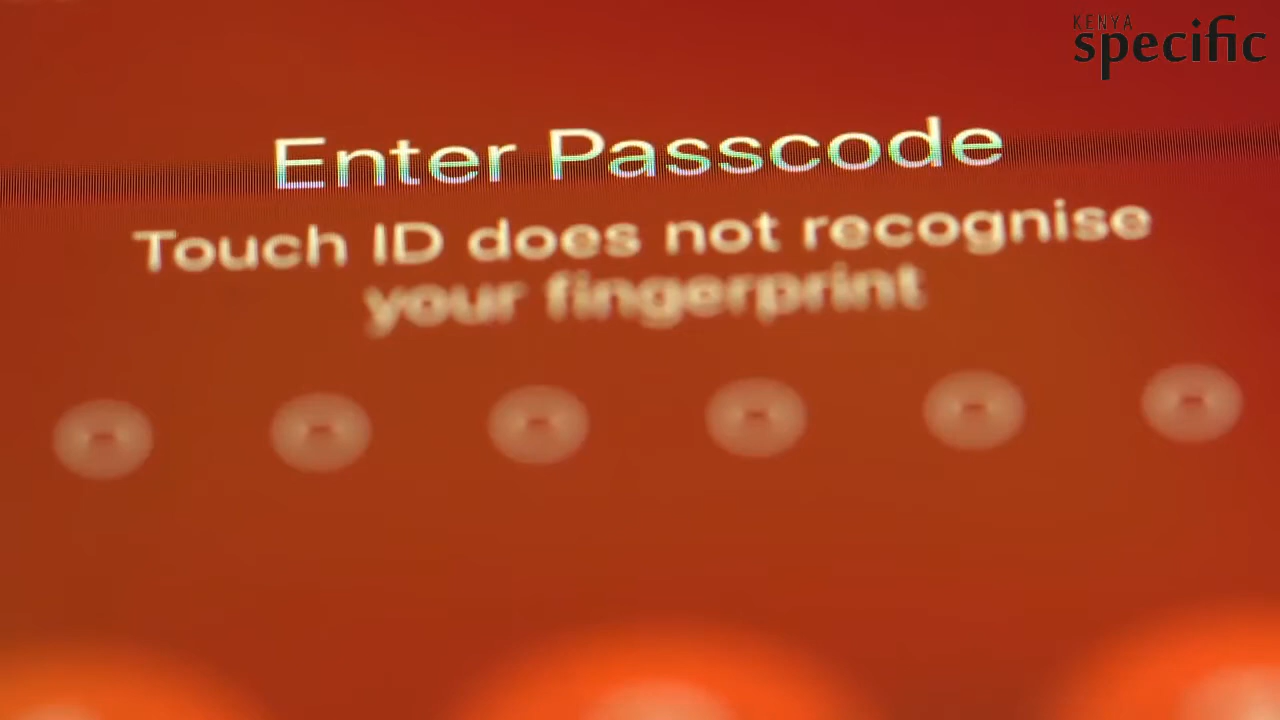 KENYA
specific
Enter Passcode
Touch ID does not recognise
your fingerprint